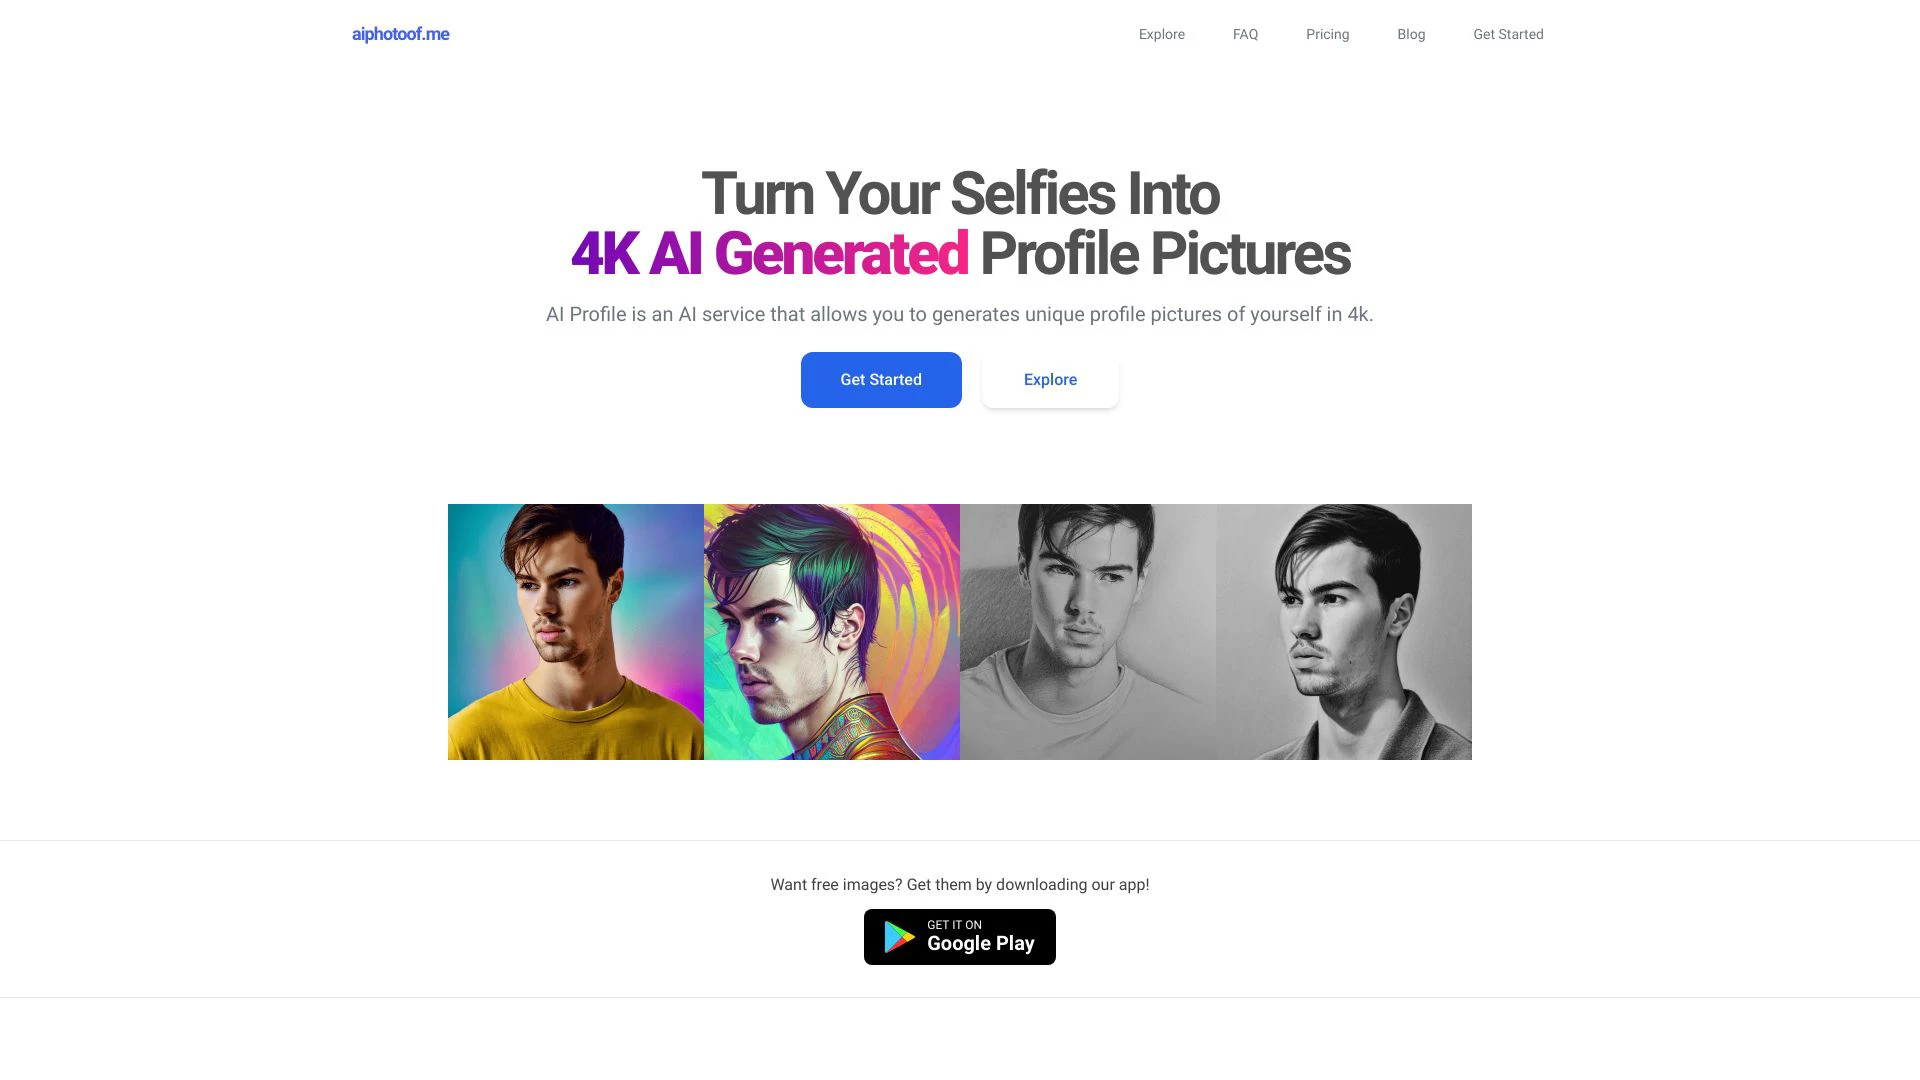 aiphotoof.me
Explore
FAQ
Pricing
Blog
Get Started
Turn Your Selfies Into
4K AI Generated Profile Pictures
AI Profile is an AI service that allows you to generates unique profile pictures of yourself in 4k.
Get Started
Explore
Want free images? Get them by downloading our app!
GET IT ON
Google Play